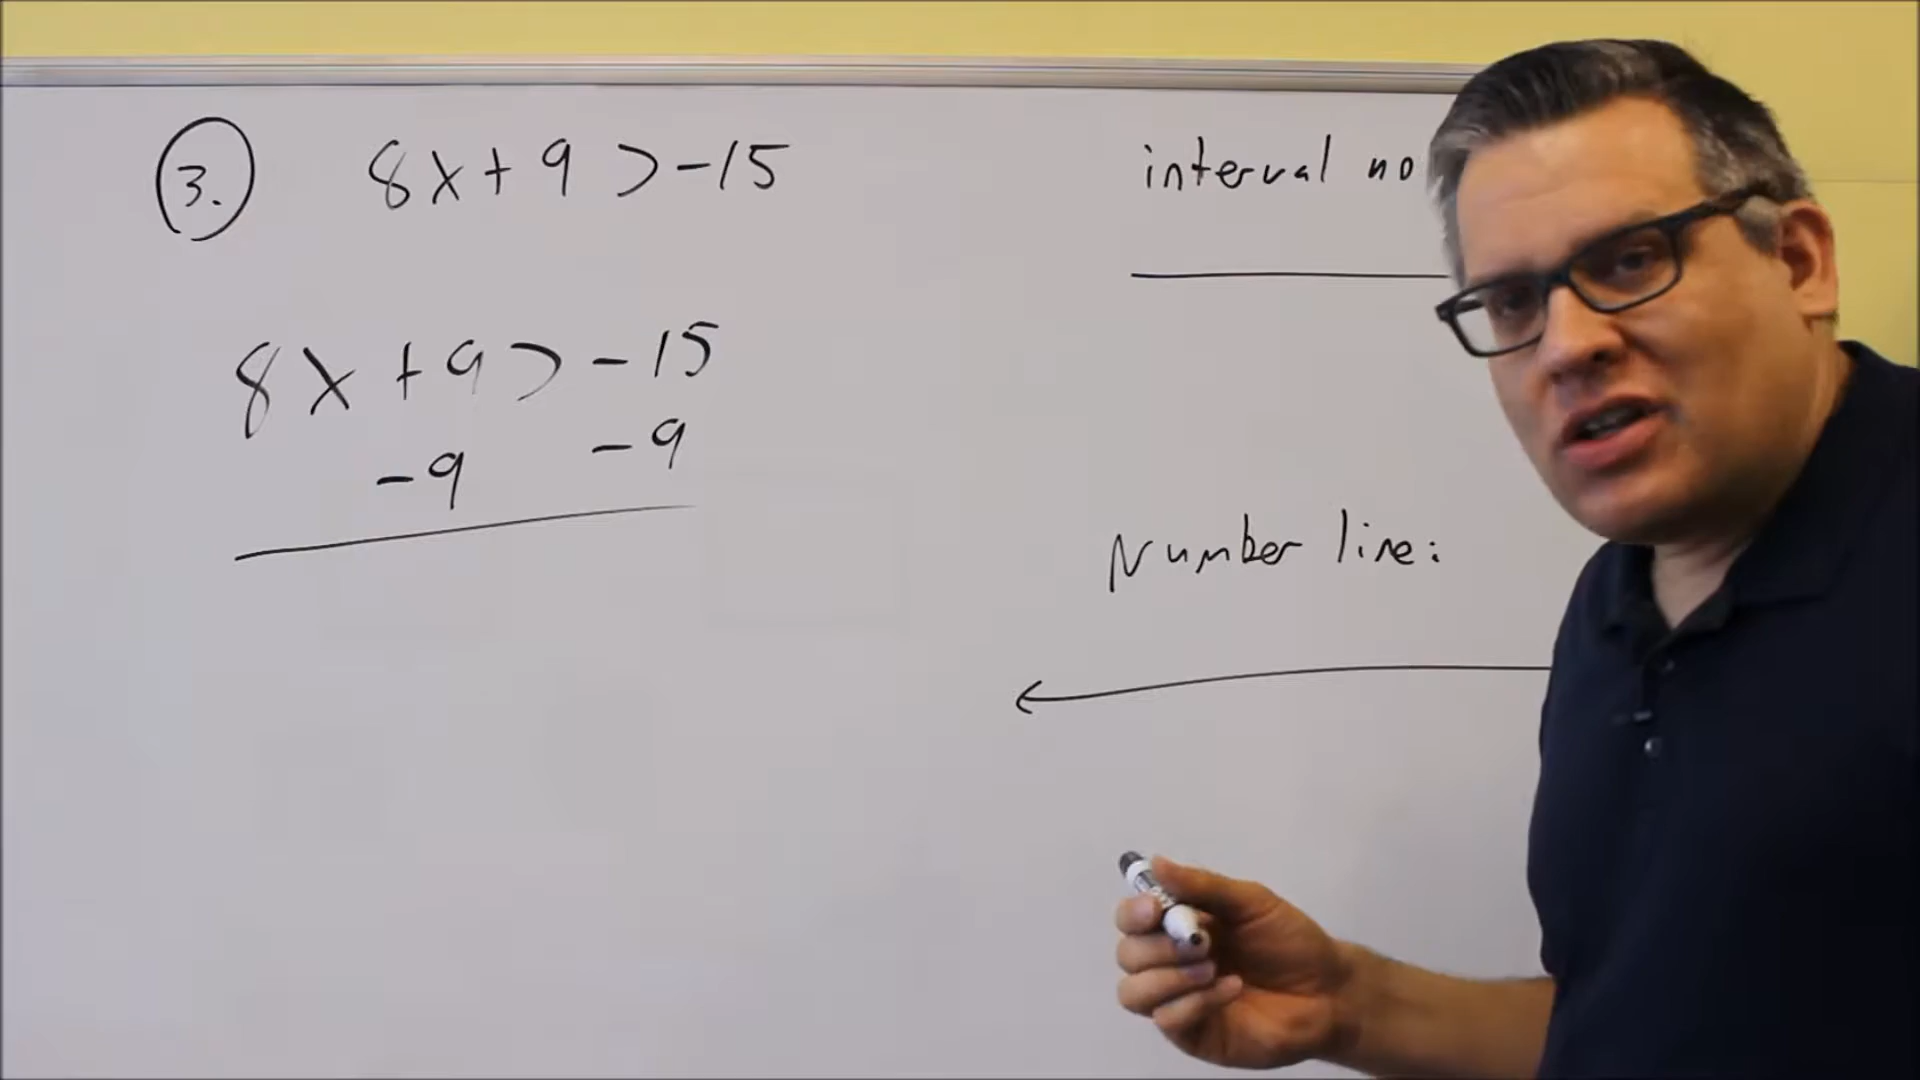 3. 8x + 9 > -15
8x + 9 > -15
-9 -9
interval no
Number line: